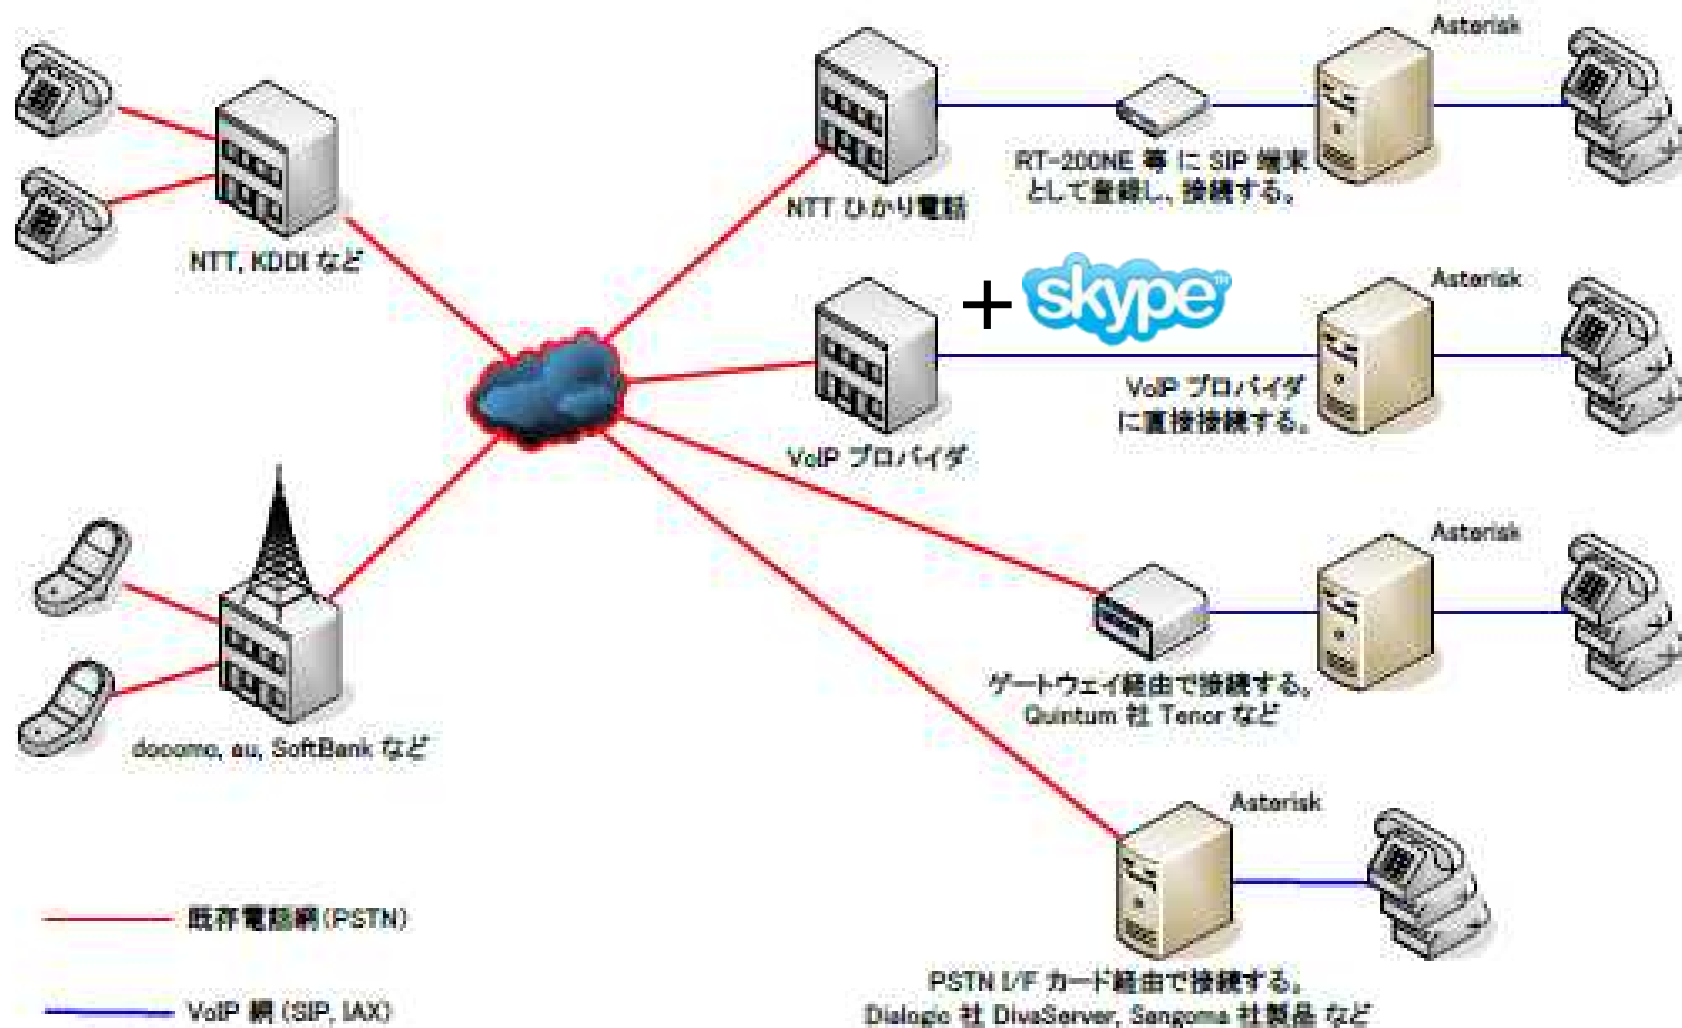 Asterisk
RT-200NE 等 に SIP 端末
として登録し、接続する。
NTT ひかり電話
NTT, KDDI など
+ skype™
Asterisk
VoIP プロバイダ
に直接接続する。
VoIP プロバイダ
Asterisk
ゲートウェイ経由で接続する。
Quintum 社 Tenor など
docomo, au, SoftBank など
Asterisk
既存電話網(PSTN)
PSTN I/F カード経由で接続する。
Dialogic 社 DivaServer, Sangoma 社製品 など
VoIP 網 (SIP, IAX)